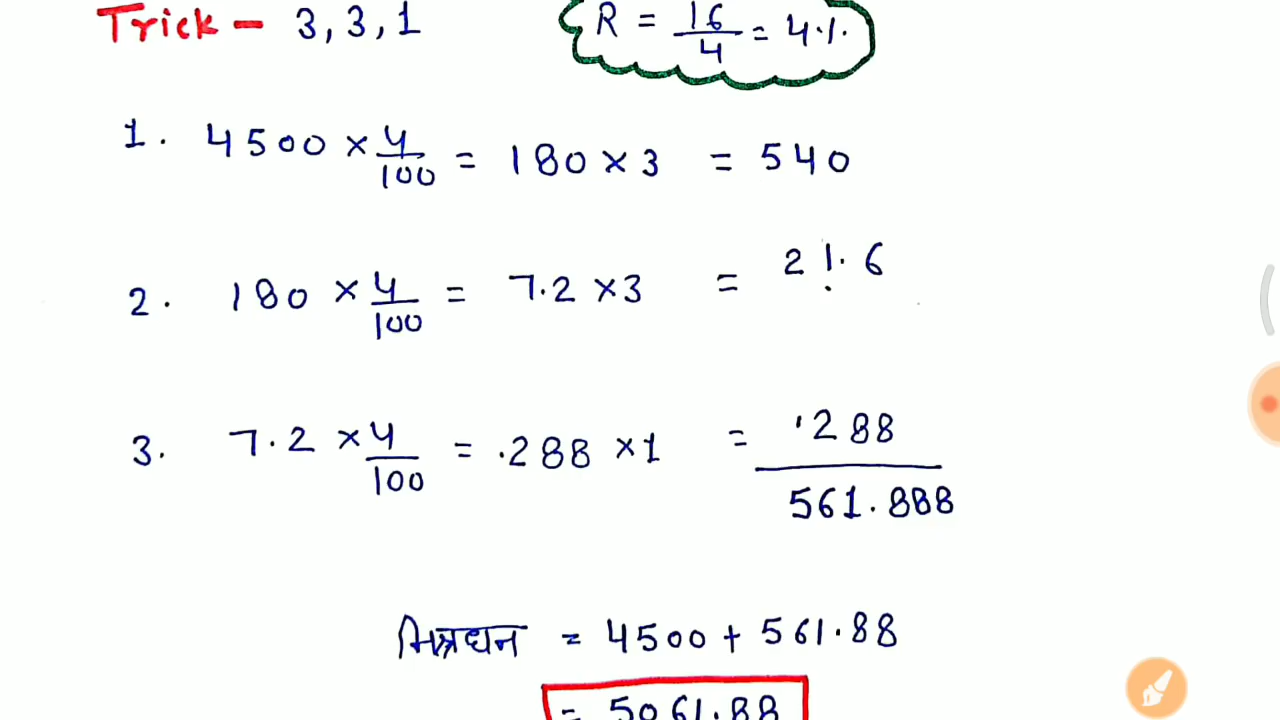 Trick - 3, 3, 1
R = 16/4 = 4.1.
1. 4500 × 4/100 = 180 × 3 = 540
2. 180 × 4/100 = 7.2 × 3 = 21.6
3. 7.2 × 4/100 = .288 × 1 = .288
561.888
मिश्रधन = 4500 + 561.88
= 5061.88